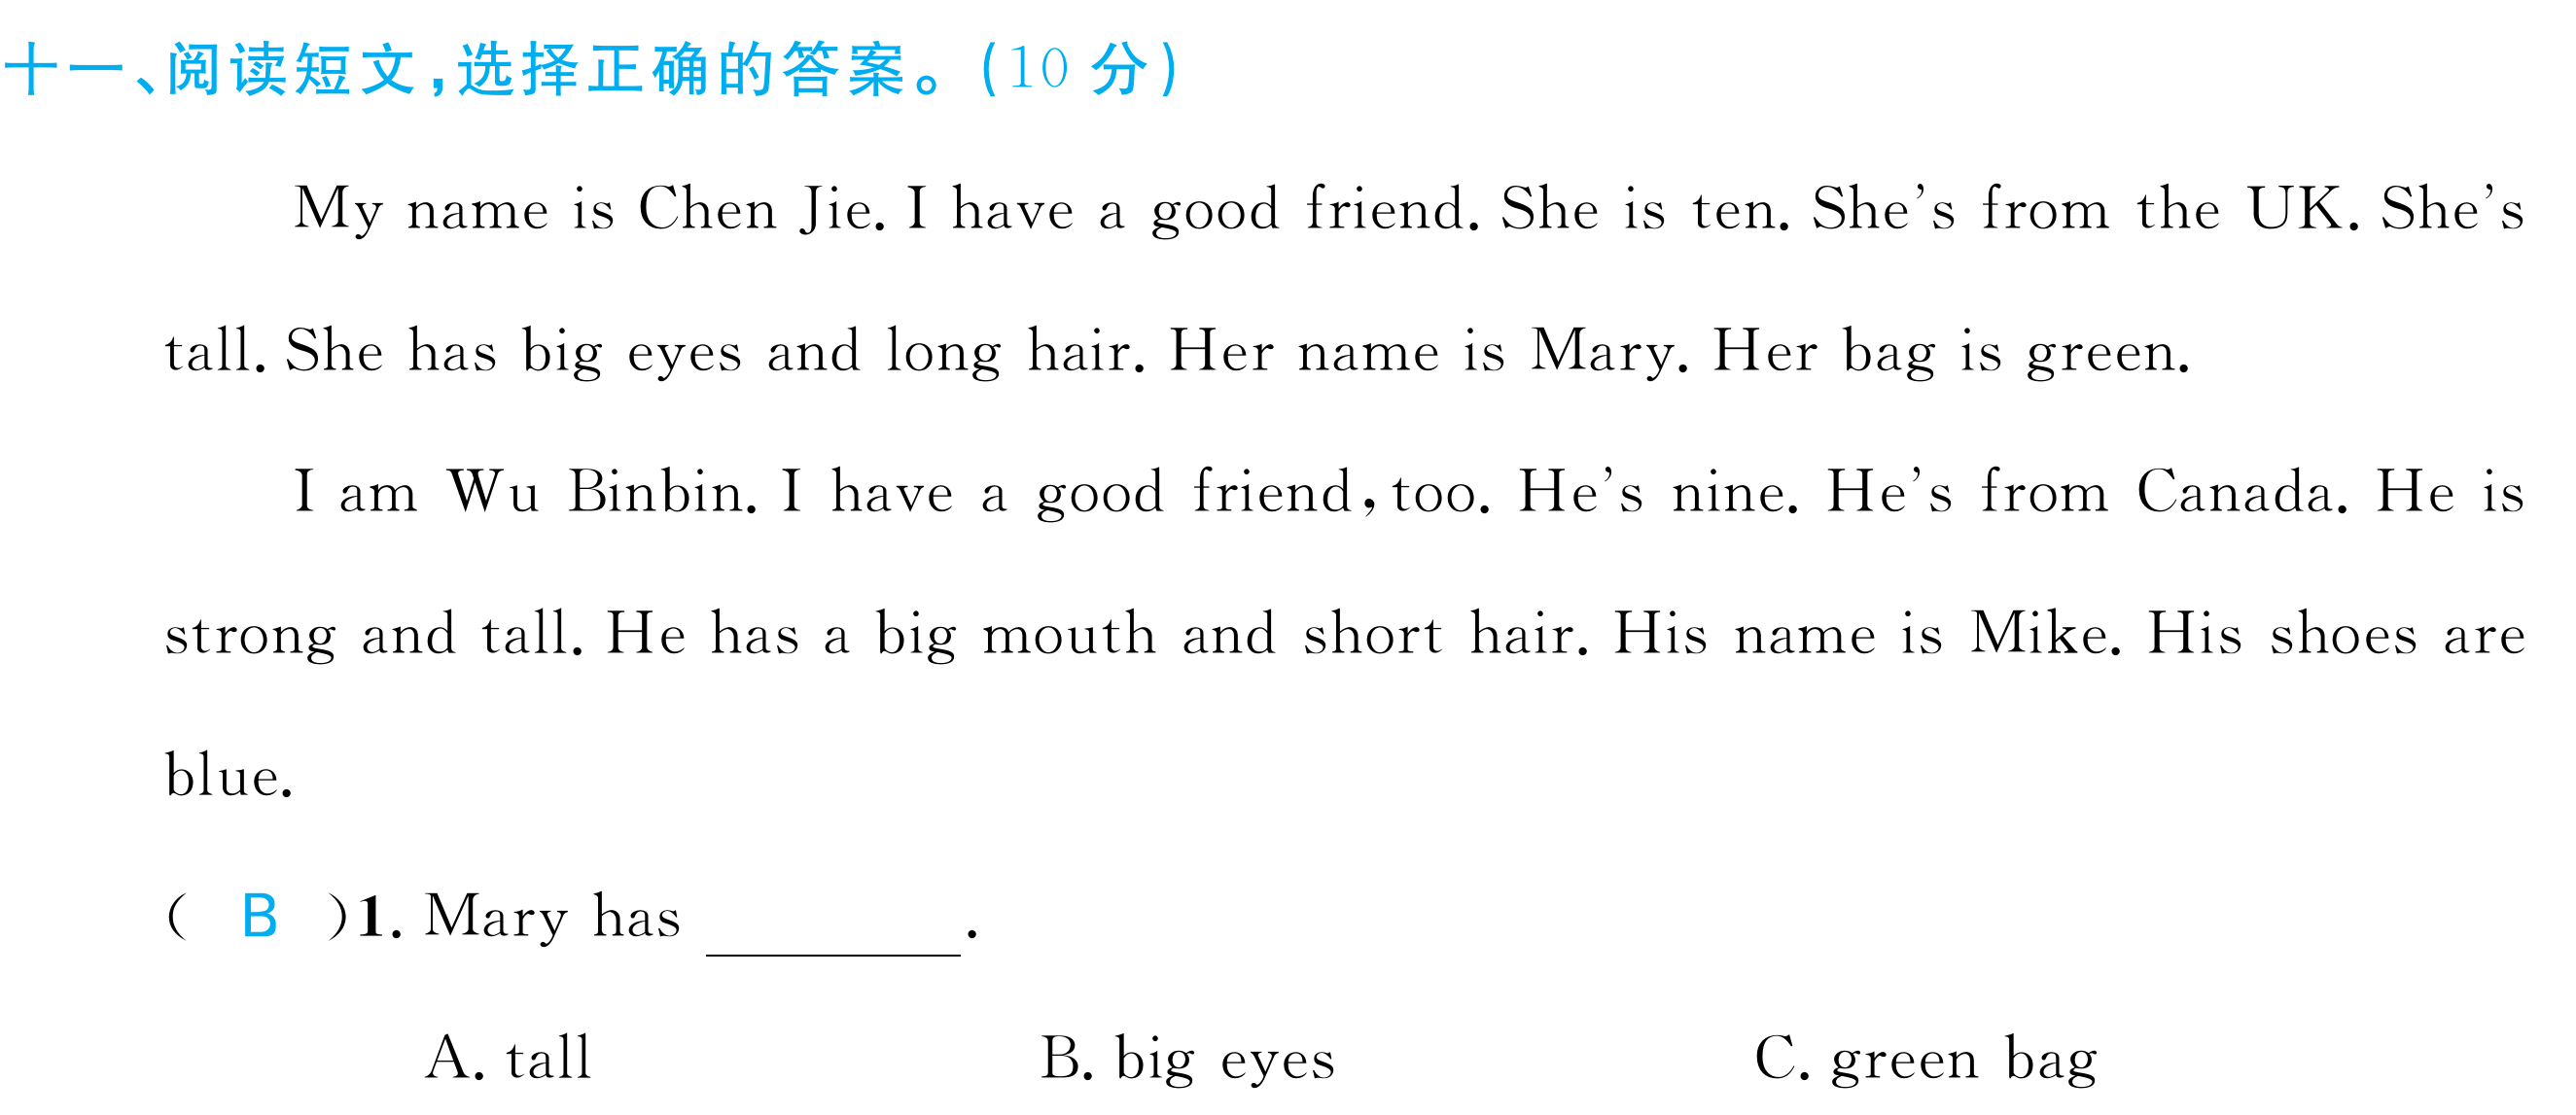 十一、阅读短文,选择正确的答案。(10 分)
My name is Chen Jie. I have a good friend. She is ten. She's from the UK. She's
tall. She has big eyes and long hair. Her name is Mary. Her bag is green.
I am Wu Binbin. I have a good friend, too. He's nine. He's from Canada. He is
strong and tall. He has a big mouth and short hair. His name is Mike. His shoes are
blue.
( B )1. Mary has ________.
A. tall B. big eyes C. green bag